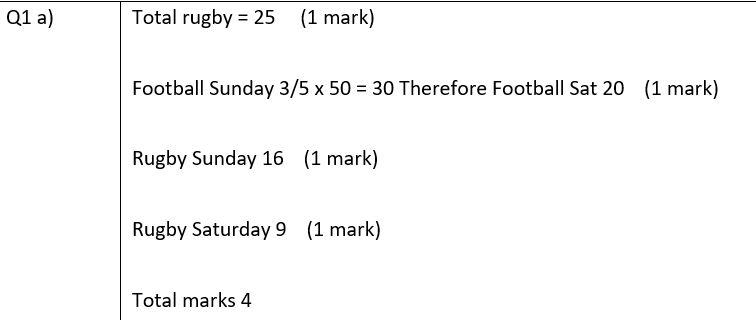 Q1 a) Total rugby = 25 (1 mark)
Football Sunday 3/5 x 50 = 30 Therefore Football Sat 20 (1 mark)
Rugby Sunday 16 (1 mark)
Rugby Saturday 9 (1 mark)
Total marks 4